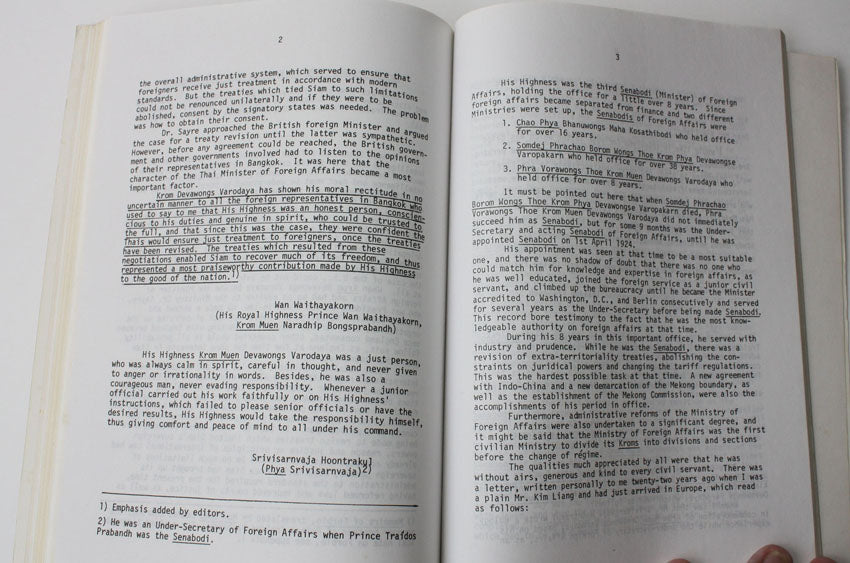 2
the overall administrative system, which served to ensure that
foreigners receive just treatment in accordance with modern
standards. But the treaties which tied Siam to such limitations
could not be renounced unilaterally and if they were to be
abolished, consent by the signatory states was needed. The problem
was how to obtain their consent.
Dr. Sayre approached the British foreign Minister and argued
the case for a treaty revision until the latter was sympathetic.
However, before any agreement could be reached, the British govern-
ment and other governments involved had to listen to the opinions
of their representatives in Bangkok. It was here that the
character of the Thai Minister of Foreign Affairs became a most
important factor.
Krom Devawongs Varodaya has shown his moral rectitude in no
uncertain manner to all the foreign representatives in Bangkok who
used to say to me that His Highness was an honest person, conscien-
cious to his duties and genuine in spirit, who could be trusted to
the full, and that since this was the case, they were confident the
Thais would ensure just treatment to foreigners, once the treaties
have been revised. The treaties which resulted from these
negotiations enabled Siam to recover much of its freedom, and thus
represented a most praiseworthy contribution made by His Highness
to the good of the nation.1)
Wan Waithayakorn
(His Royal Highness Prince Wan Waithayakorn,
Krom Muen Naradhip Bongsprabandh)
His Highness Krom Muen Devawongs Varodaya was a just person,
who was always calm in spirit, careful in thought, and never given
to anger or irritationality in words. Besides, he was also a
courageous man, never evading responsibility. Whenever a junior
official carried out his work faithfully or on His Highness'
instructions, which failed to please senior officials or have the
desired results, His Highness would take the responsibility himself,
thus giving comfort and peace of mind to all under his command.
Srivisarnvaja Hoontrakul
(Phya Srivisarnvaja)2)
1) Emphasis added by editors.
2) He was an Under-Secretary of Foreign Affairs when Prince Traidos
Prabandh was the Senabodi.
3
His Highness was the third Senabodi (Minister) of Foreign
Affairs, holding the office for a little over 8 years. Since
foreign affairs became separated from finance and two different
Ministries were set up, the Senabodis of Foreign Affairs were
1. Chao Phya Bhanuwongs Maha Kosathibodi who held office
for over 16 years.
2. Somdej Phrachao Borom Wongs Thoe Krom Phya Devawongse
Varopakarn who held office for over 38 years.
3. Phra Vorawongs Thoe Krom Muen Devawongs Varodaya who
held office for over 8 years.
It must be pointed out here that when Somdej Phrachao
Borom Wongs Thoe Krom Phya Devawongse Varopakarn died, Phra
Vorawongs Thoe Krom Muen Devawongs Varodaya did not immediately
succeed him as Senabodi, but for some 9 months was the Under-
Secretary and acting Senabodi of Foreign Affairs, until he was
appointed Senabodi on 1st April 1924.
His appointment was seen at that time to be a most suitable
one, and there was no shadow of doubt that there was no one who
could match him for knowledge and expertise in foreign affairs, as
he was well educated, joined the foreign service as a junior civil
servant, and climbed up the bureaucracy until he became the Minister
accredited to Washington, D.C., and Berlin consecutively and served
for several years as the Under-Secretary before being made Senabodi.
This record bore testimony to the fact that he was the most know-
ledgeable authority on foreign affairs at that time.
During his 8 years in this important office, he served with
industry and prudence. While he was the Senabodi, there was a
revision of extra-territoriality treaties, abolishing the con-
straints on juridical powers and changing the tariff regulations.
This was the hardest possible task at that time. A new agreement
with Indo-China and a new demarcation of the Mekong boundary, as
well as the establishment of the Mekong Commission, were also the
accomplishments of his period in office.
Furthermore, administrative reforms of the Ministry of
Foreign Affairs were also undertaken to a significant degree, and
it might be said that the Ministry of Foreign Affairs was the first
civilian Ministry to divide its Kroms into divisions and sections
before the change of régime.
The qualities much appreciated by all were that he was
without airs, generous and kind to every civil servant. There was
a letter, written personally to me twenty-two years ago when I was
a plain Mr. Kim Liang and had just arrived in Europe, which read
as follows: